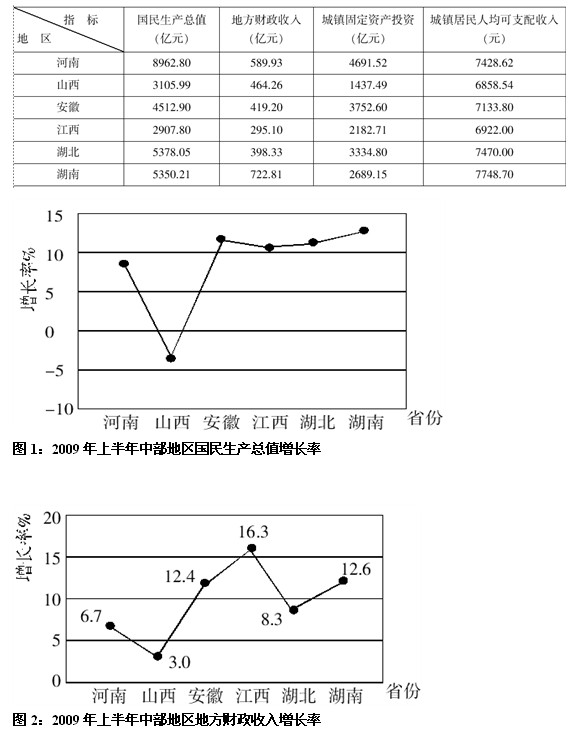 指 标
地 区
国民生产总值
(亿元)
地方财政收入
(亿元)
城镇固定资产投资
(亿元)
城镇居民人均可支配收入
(元)
河南 8962.80 589.93 4691.52 7428.62
山西 3105.99 464.26 1437.49 6858.54
安徽 4512.90 419.20 3752.60 7133.80
江西 2907.80 295.10 2182.71 6922.00
湖北 5378.05 398.33 3334.80 7470.00
湖南 5350.21 722.81 2689.15 7748.70
增长率%
15
10
5
0
−5
−10
河南 山西 安徽 江西 湖北 湖南 省份
图1:2009年上半年中部地区国民生产总值增长率
增长率%
20
15
10
5
0
6.7
3.0
12.4
16.3
8.3
12.6
河南 山西 安徽 江西 湖北 湖南 省份
图2:2009年上半年中部地区地方财政收入增长率